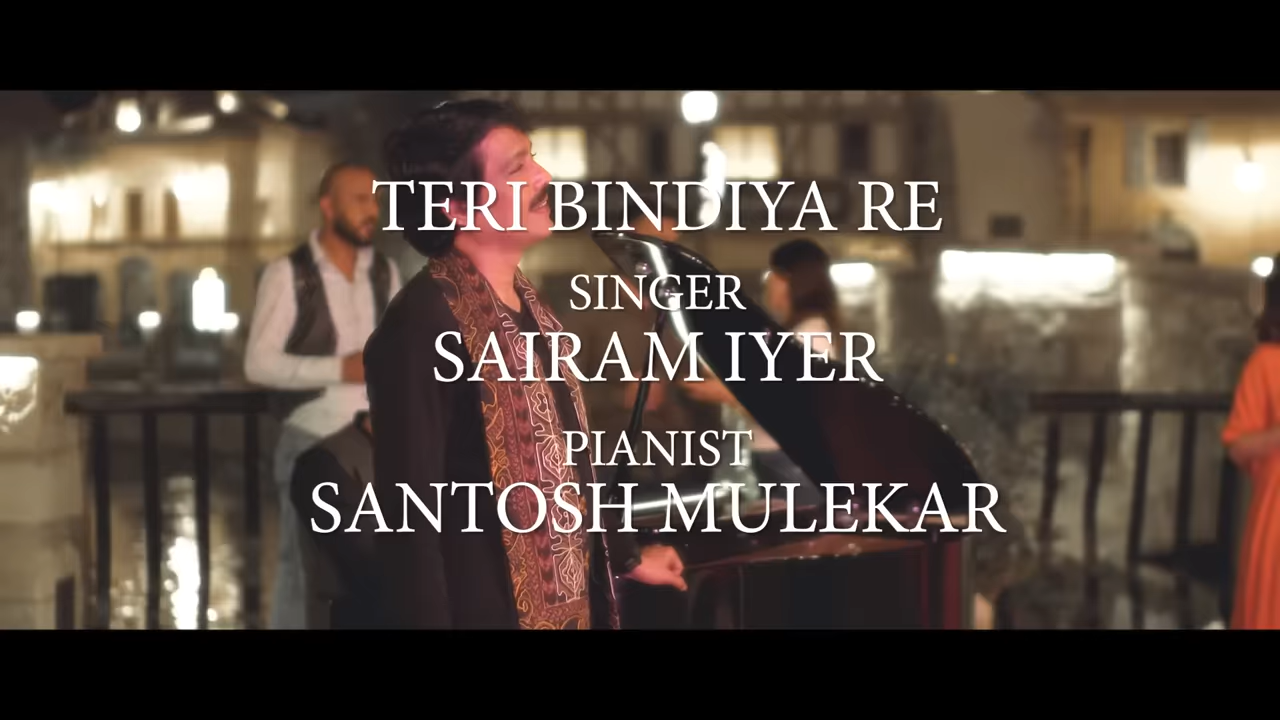 TERI BINDIYA RE
SINGER
SAIRAM IYER
PIANIST
SANTOSH MULEKAR